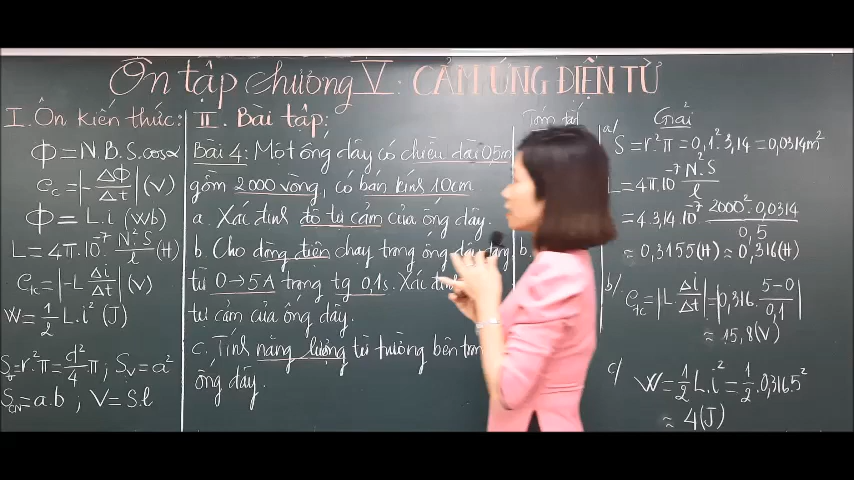 Ôn tập chương V: CẢM ỨNG ĐIỆN TỪ
I. Ôn kiến thức:
Φ = N.B.S.cosα
e_c = |-ΔΦ/Δt| (V)
Φ = L.i (Wb)
L = 4π.10⁻⁷ N².S/l (H)
e_tc = |-L Δi/Δt| (V)
W = 1/2 L.i² (J)
S = r².π = d²/4 π ; S_V = a²
S_CN = a.b ; V = S.l
II. Bài tập:
Bài 4: Một ống dây có chiều dài 0,5m
gồm 2000 vòng, có bán kính 10cm
a. Xác định độ tự cảm của ống dây.
b. Cho dòng điện chạy trong ống dây tăng
từ 0→5A trong tg 0,1s. Xác định
tự cảm của ống dây.
c. Tính năng lượng từ trường bên
ống dây.
b.
Giải
a/ S = r².π = 0,1².3,14 = 0,0314m²
L = 4π.10⁻⁷ N².S/l
= 4.3,14.10⁻⁷ 2000².0,0314/0,5
≈ 0,3155(H) ≈ 0,316(H)
b/ e_tc = |L.Δi/Δt| = |0,316.5-0/0,1|
≈ 15,8(V)
c/ W = 1/2 L.i² = 1/2.0,316.5²
≈ 4(J)